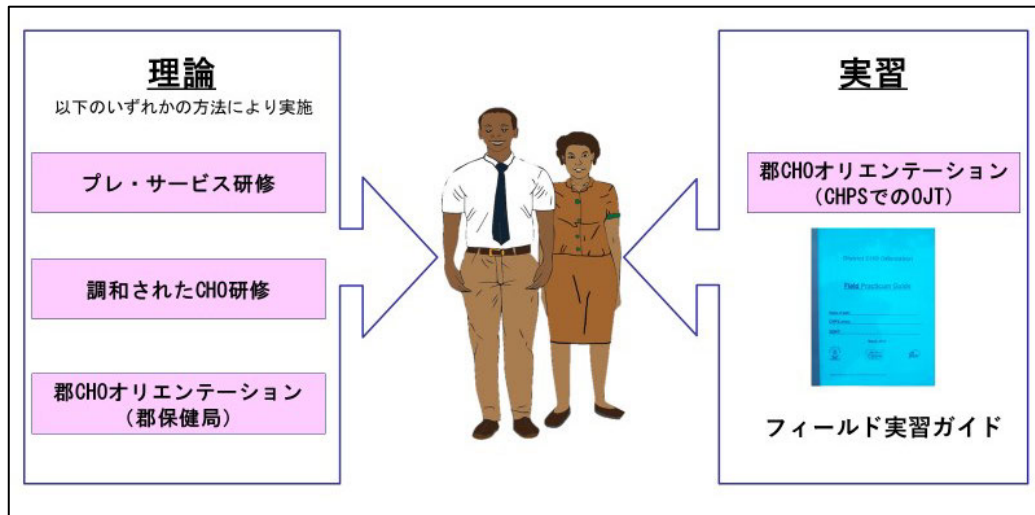 理論
以下のいずれかの方法により実施
プレ・サービス研修
調和されたCHO研修
郡CHOオリエンテーション
(郡保健局)
実習
郡CHOオリエンテーション
(CHPSでのOJT)
Field Practicum Guide
フィールド実習ガイド